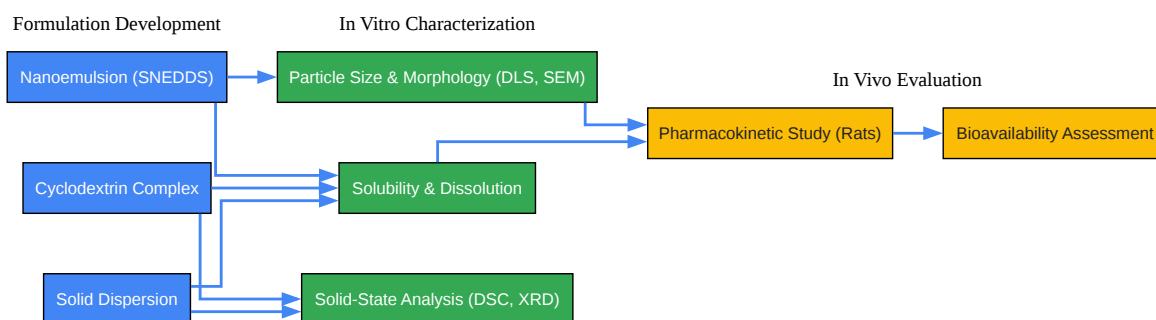 Formulation Development
In Vitro Characterization
Nanoemulsion (SNEDDS)
Particle Size & Morphology (DLS, SEM)
In Vivo Evaluation
Pharmacokinetic Study (Rats)
Bioavailability Assessment
Cyclodextrin Complex
Solubility & Dissolution
Solid Dispersion
Solid-State Analysis (DSC, XRD)